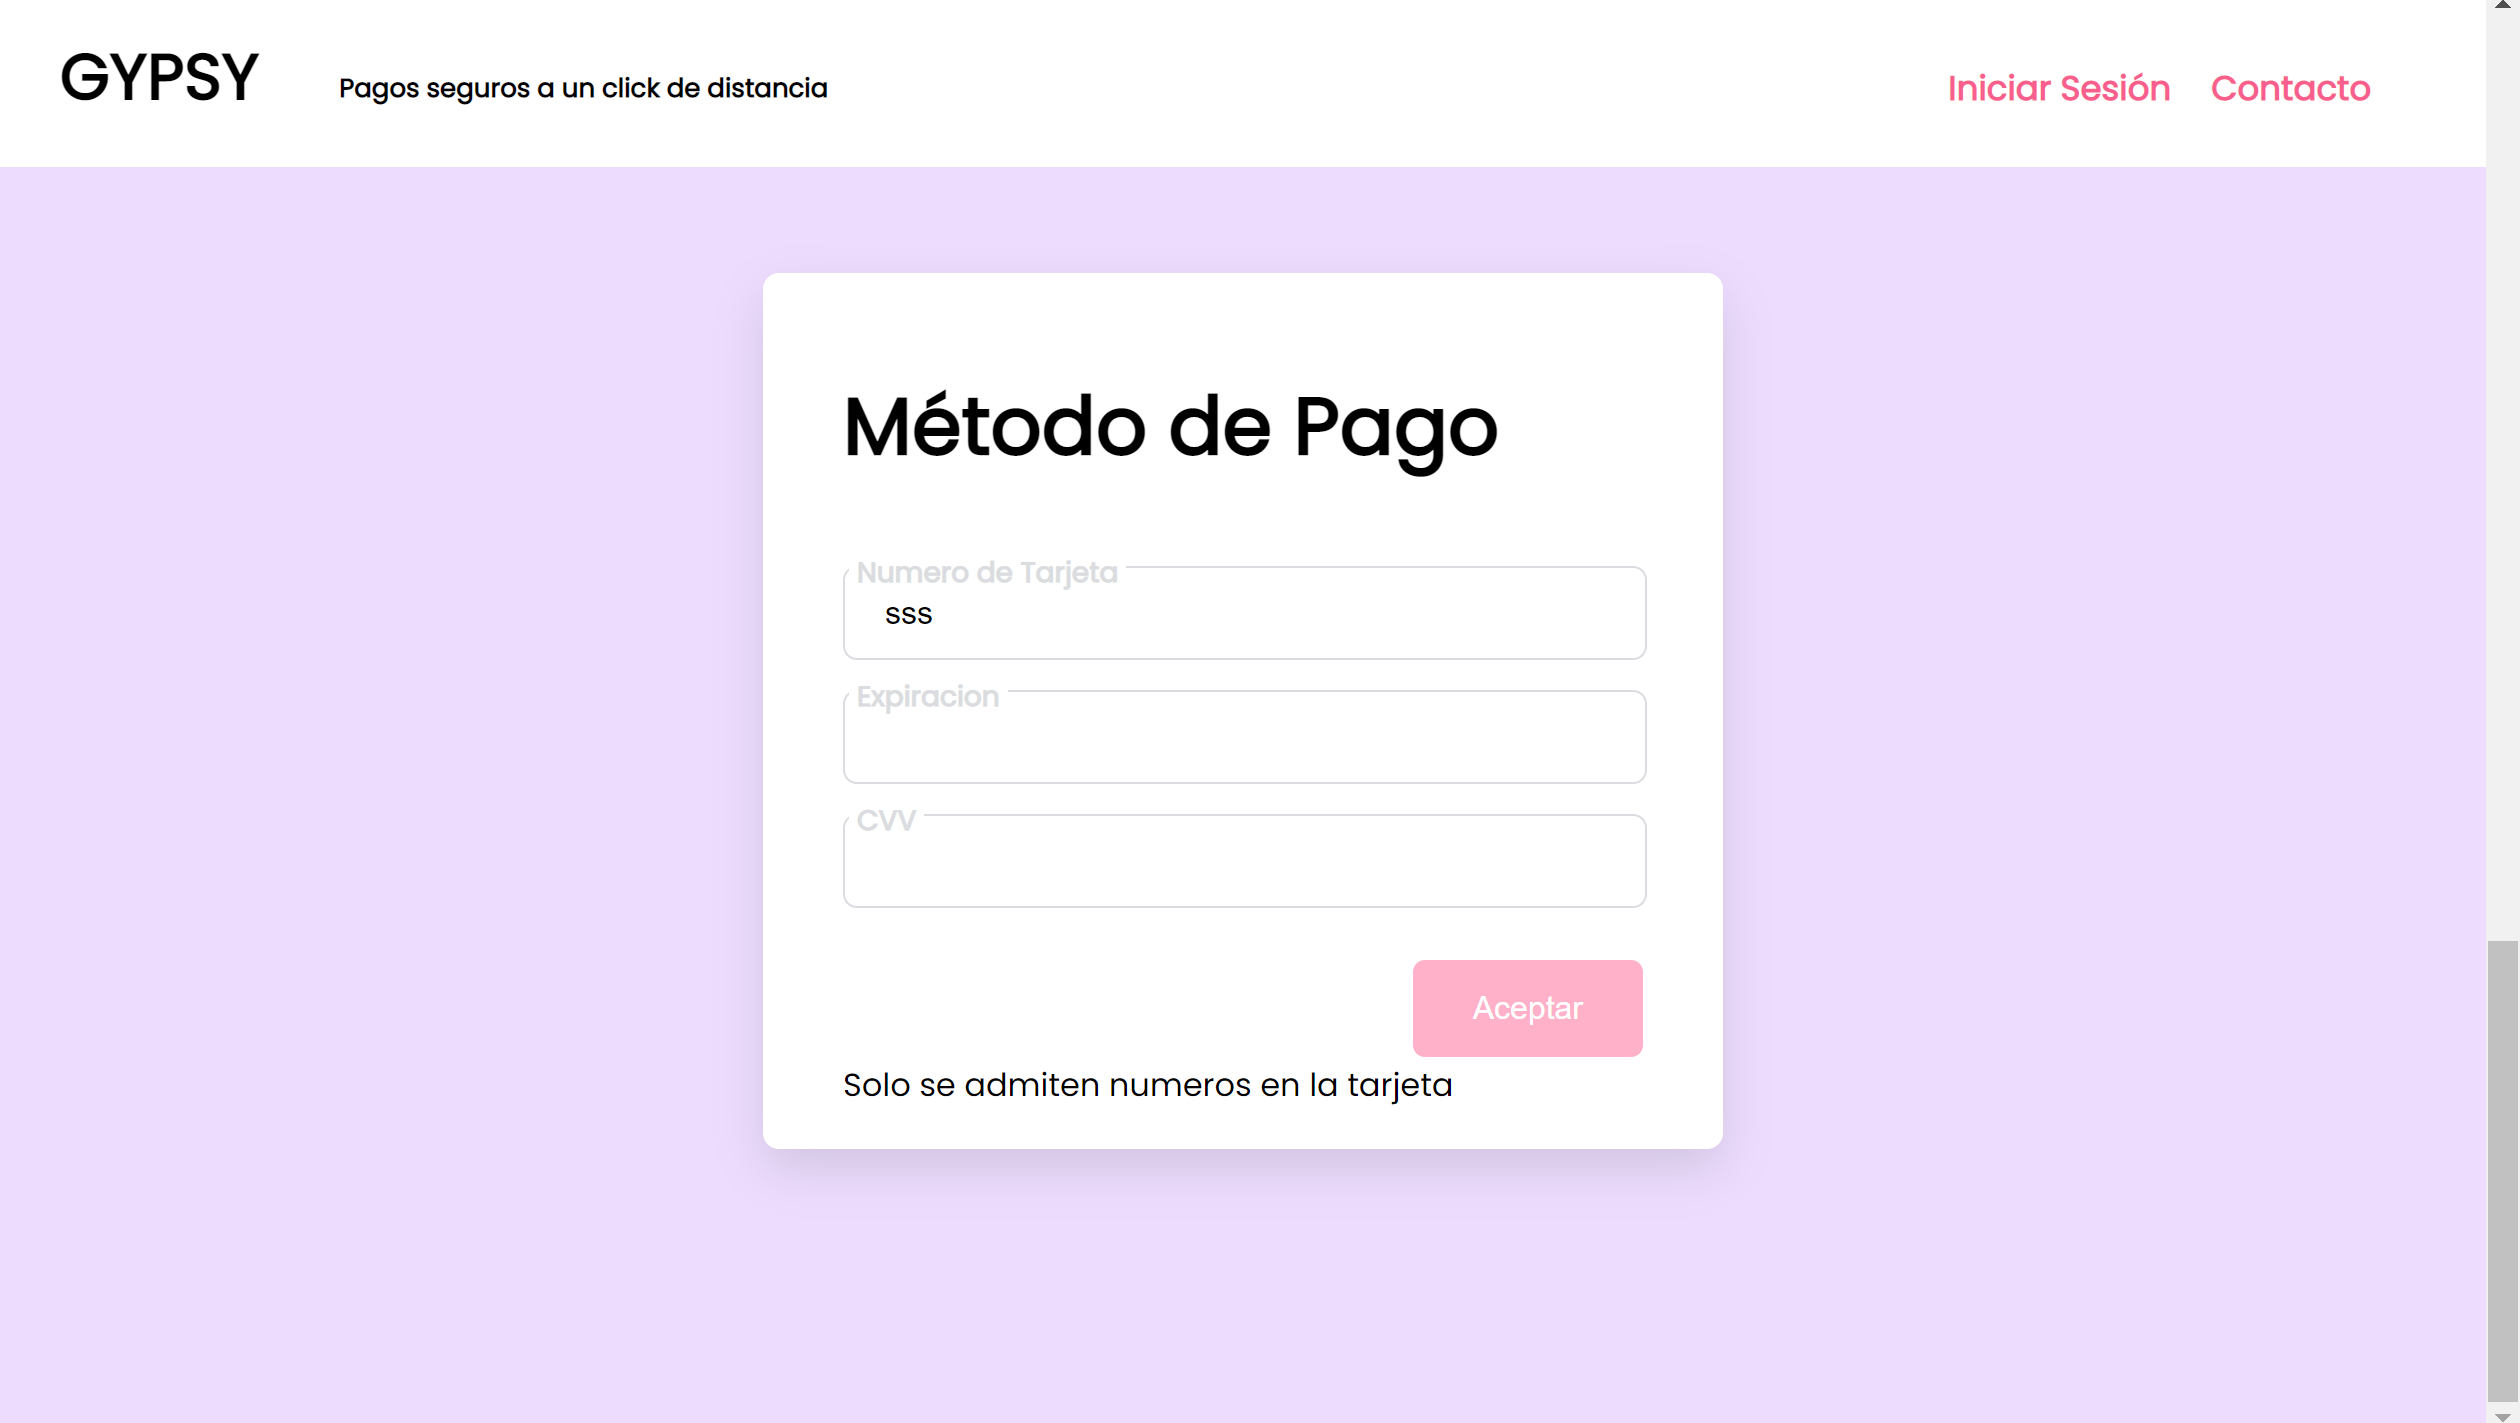 GYPSY
Pagos seguros a un click de distancia
Iniciar Sesión
Contacto
Método de Pago
Numero de Tarjeta
sss
Expiracion
CVV
Aceptar
Solo se admiten numeros en la tarjeta